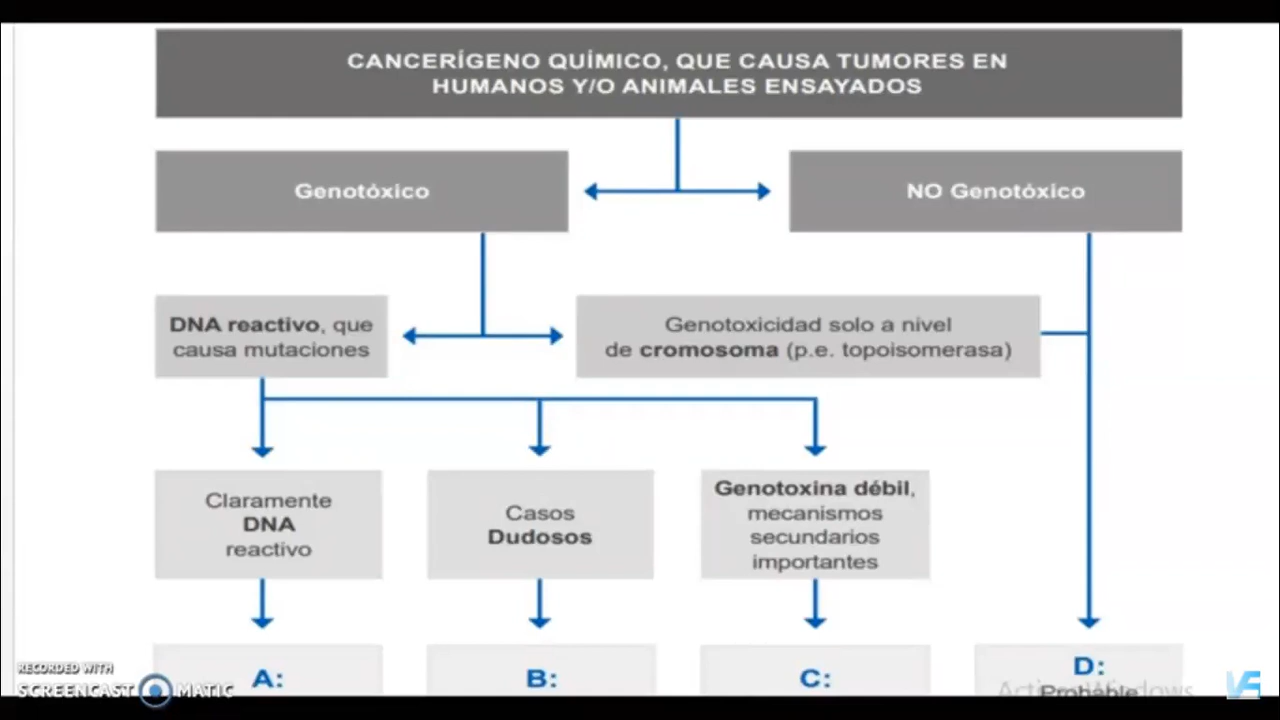 CANCERÍGENO QUÍMICO, QUE CAUSA TUMORES EN
HUMANOS Y/O ANIMALES ENSAYADOS
Genotóxico
NO Genotóxico
DNA reactivo, que
causa mutaciones
Genotoxicidad solo a nivel
de cromosoma (p.e. topoisomerasa)
Claramente
DNA
reactivo
Casos
Dudosos
Genotoxina débil,
mecanismos
secundarios
importantes
A:
B:
C:
D:
Probable
RECORDED WITH
SCREENCAST MATIC